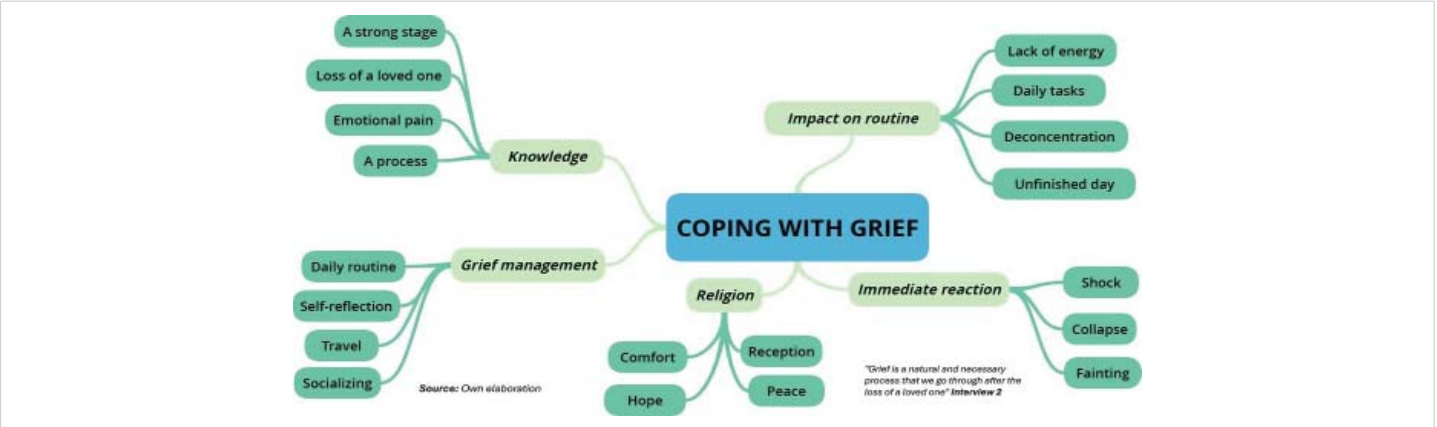 A strong stage
Loss of a loved one
Emotional pain
A process
Knowledge
Impact on routine
Lack of energy
Daily tasks
Deconcentration
Unfinished day
COPING WITH GRIEF
Grief management
Daily routine
Self-reflection
Travel
Socializing
Religion
Comfort
Hope
Reception
Peace
Immediate reaction
Shock
Collapse
Fainting
Source: Own elaboration
"Grief is a natural and necessary
process that we go through after the
loss of a loved one" Interview 2